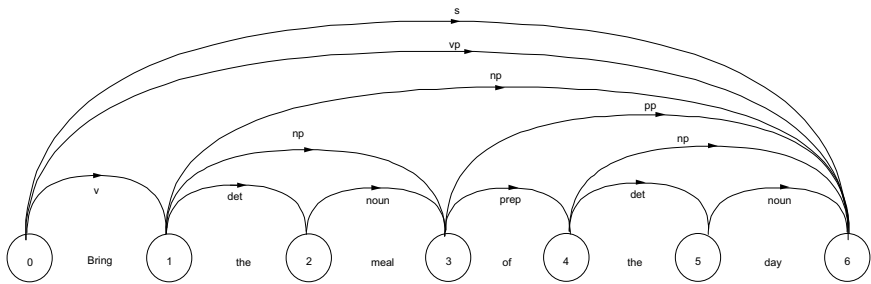 s
vp
np
pp
np
np
v
det
noun
prep
det
noun
0 Bring 1 the 2 meal 3 of 4 the 5 day 6